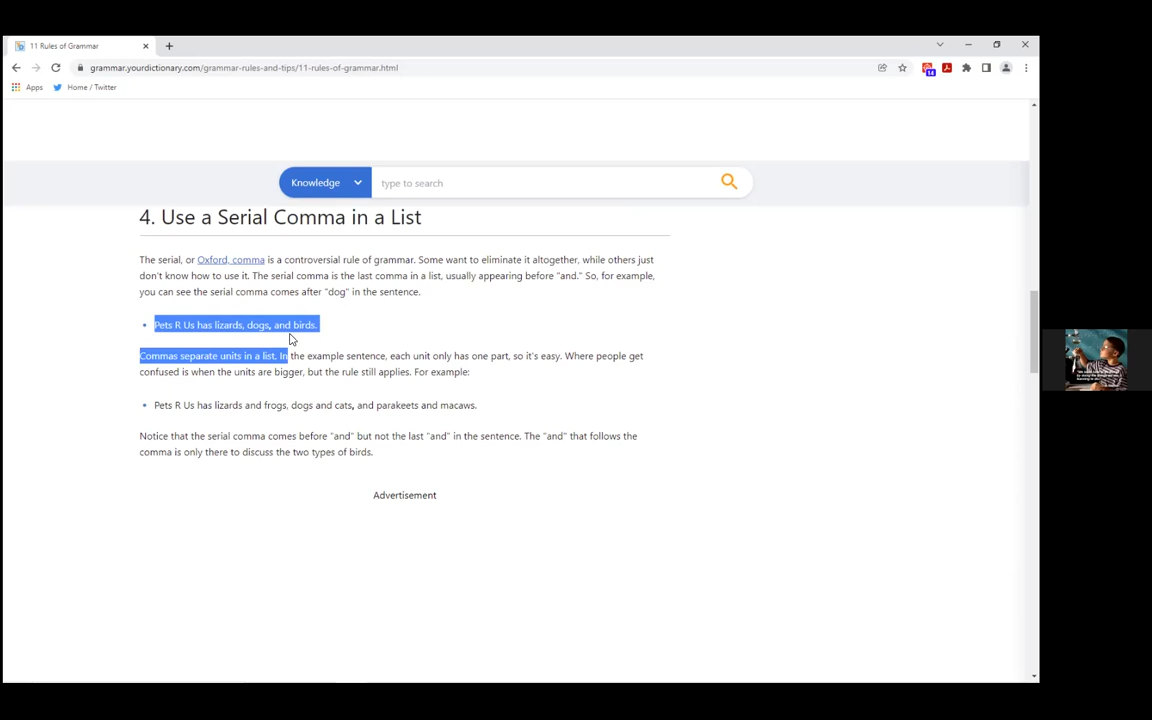 11 Rules of Grammar
grammar.yourdictionary.com/grammar-rules-and-tips/11-rules-of-grammar.html
14
Apps Home / Twitter
Knowledge type to search
4. Use a Serial Comma in a List
The serial, or Oxford, comma is a controversial rule of grammar. Some want to eliminate it altogether, while others just
don't know how to use it. The serial comma is the last comma in a list, usually appearing before "and." So, for example,
you can see the serial comma comes after "dog" in the sentence.
Pets R Us has lizards, dogs, and birds.
Commas separate units in a list. In the example sentence, each unit only has one part, so it's easy. Where people get
confused is when the units are bigger, but the rule still applies. For example:
Pets R Us has lizards and frogs, dogs and cats, and parakeets and macaws.
Notice that the serial comma comes before "and" but not the last "and" in the sentence. The "and" that follows the
comma is only there to discuss the two types of birds.
Advertisement